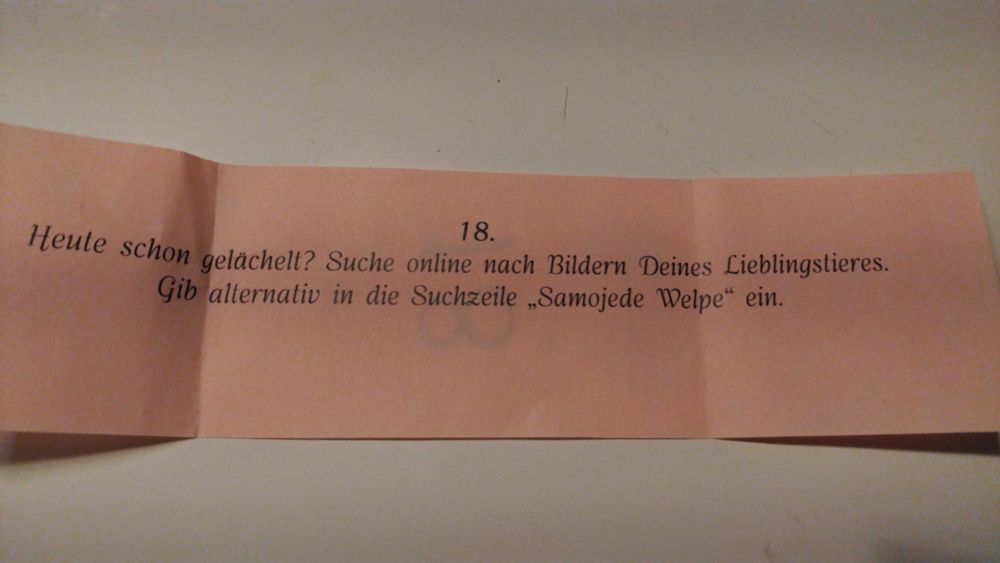 18.
Heute schon gelächelt? Suche online nach Bildern Deines Lieblingstieres.
Gib alternativ in die Suchzeile „Samojede Welpe“ ein.